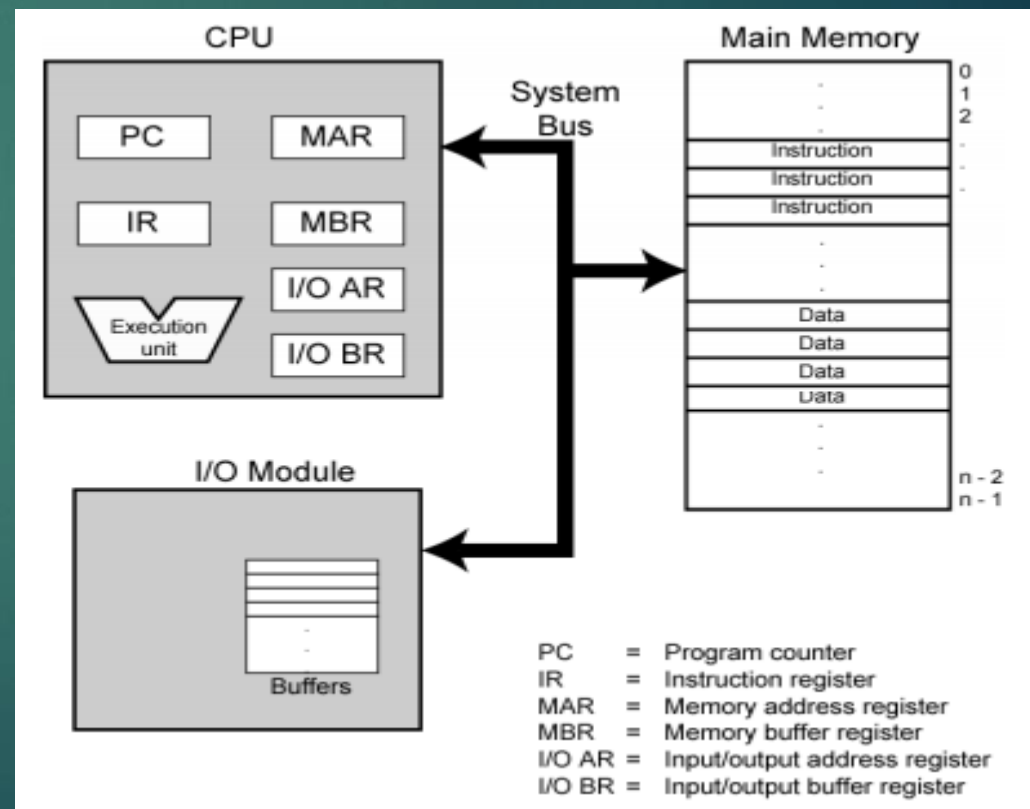 CPU
PC
MAR
IR
MBR
I/O AR
Execution
unit
I/O BR
System
Bus
Main Memory
0
1
2
Instruction
Instruction
Instruction
Data
Data
Data
Data
n - 2
n - 1
I/O Module
Buffers
PC = Program counter
IR = Instruction register
MAR = Memory address register
MBR = Memory buffer register
I/O AR = Input/output address register
I/O BR = Input/output buffer register